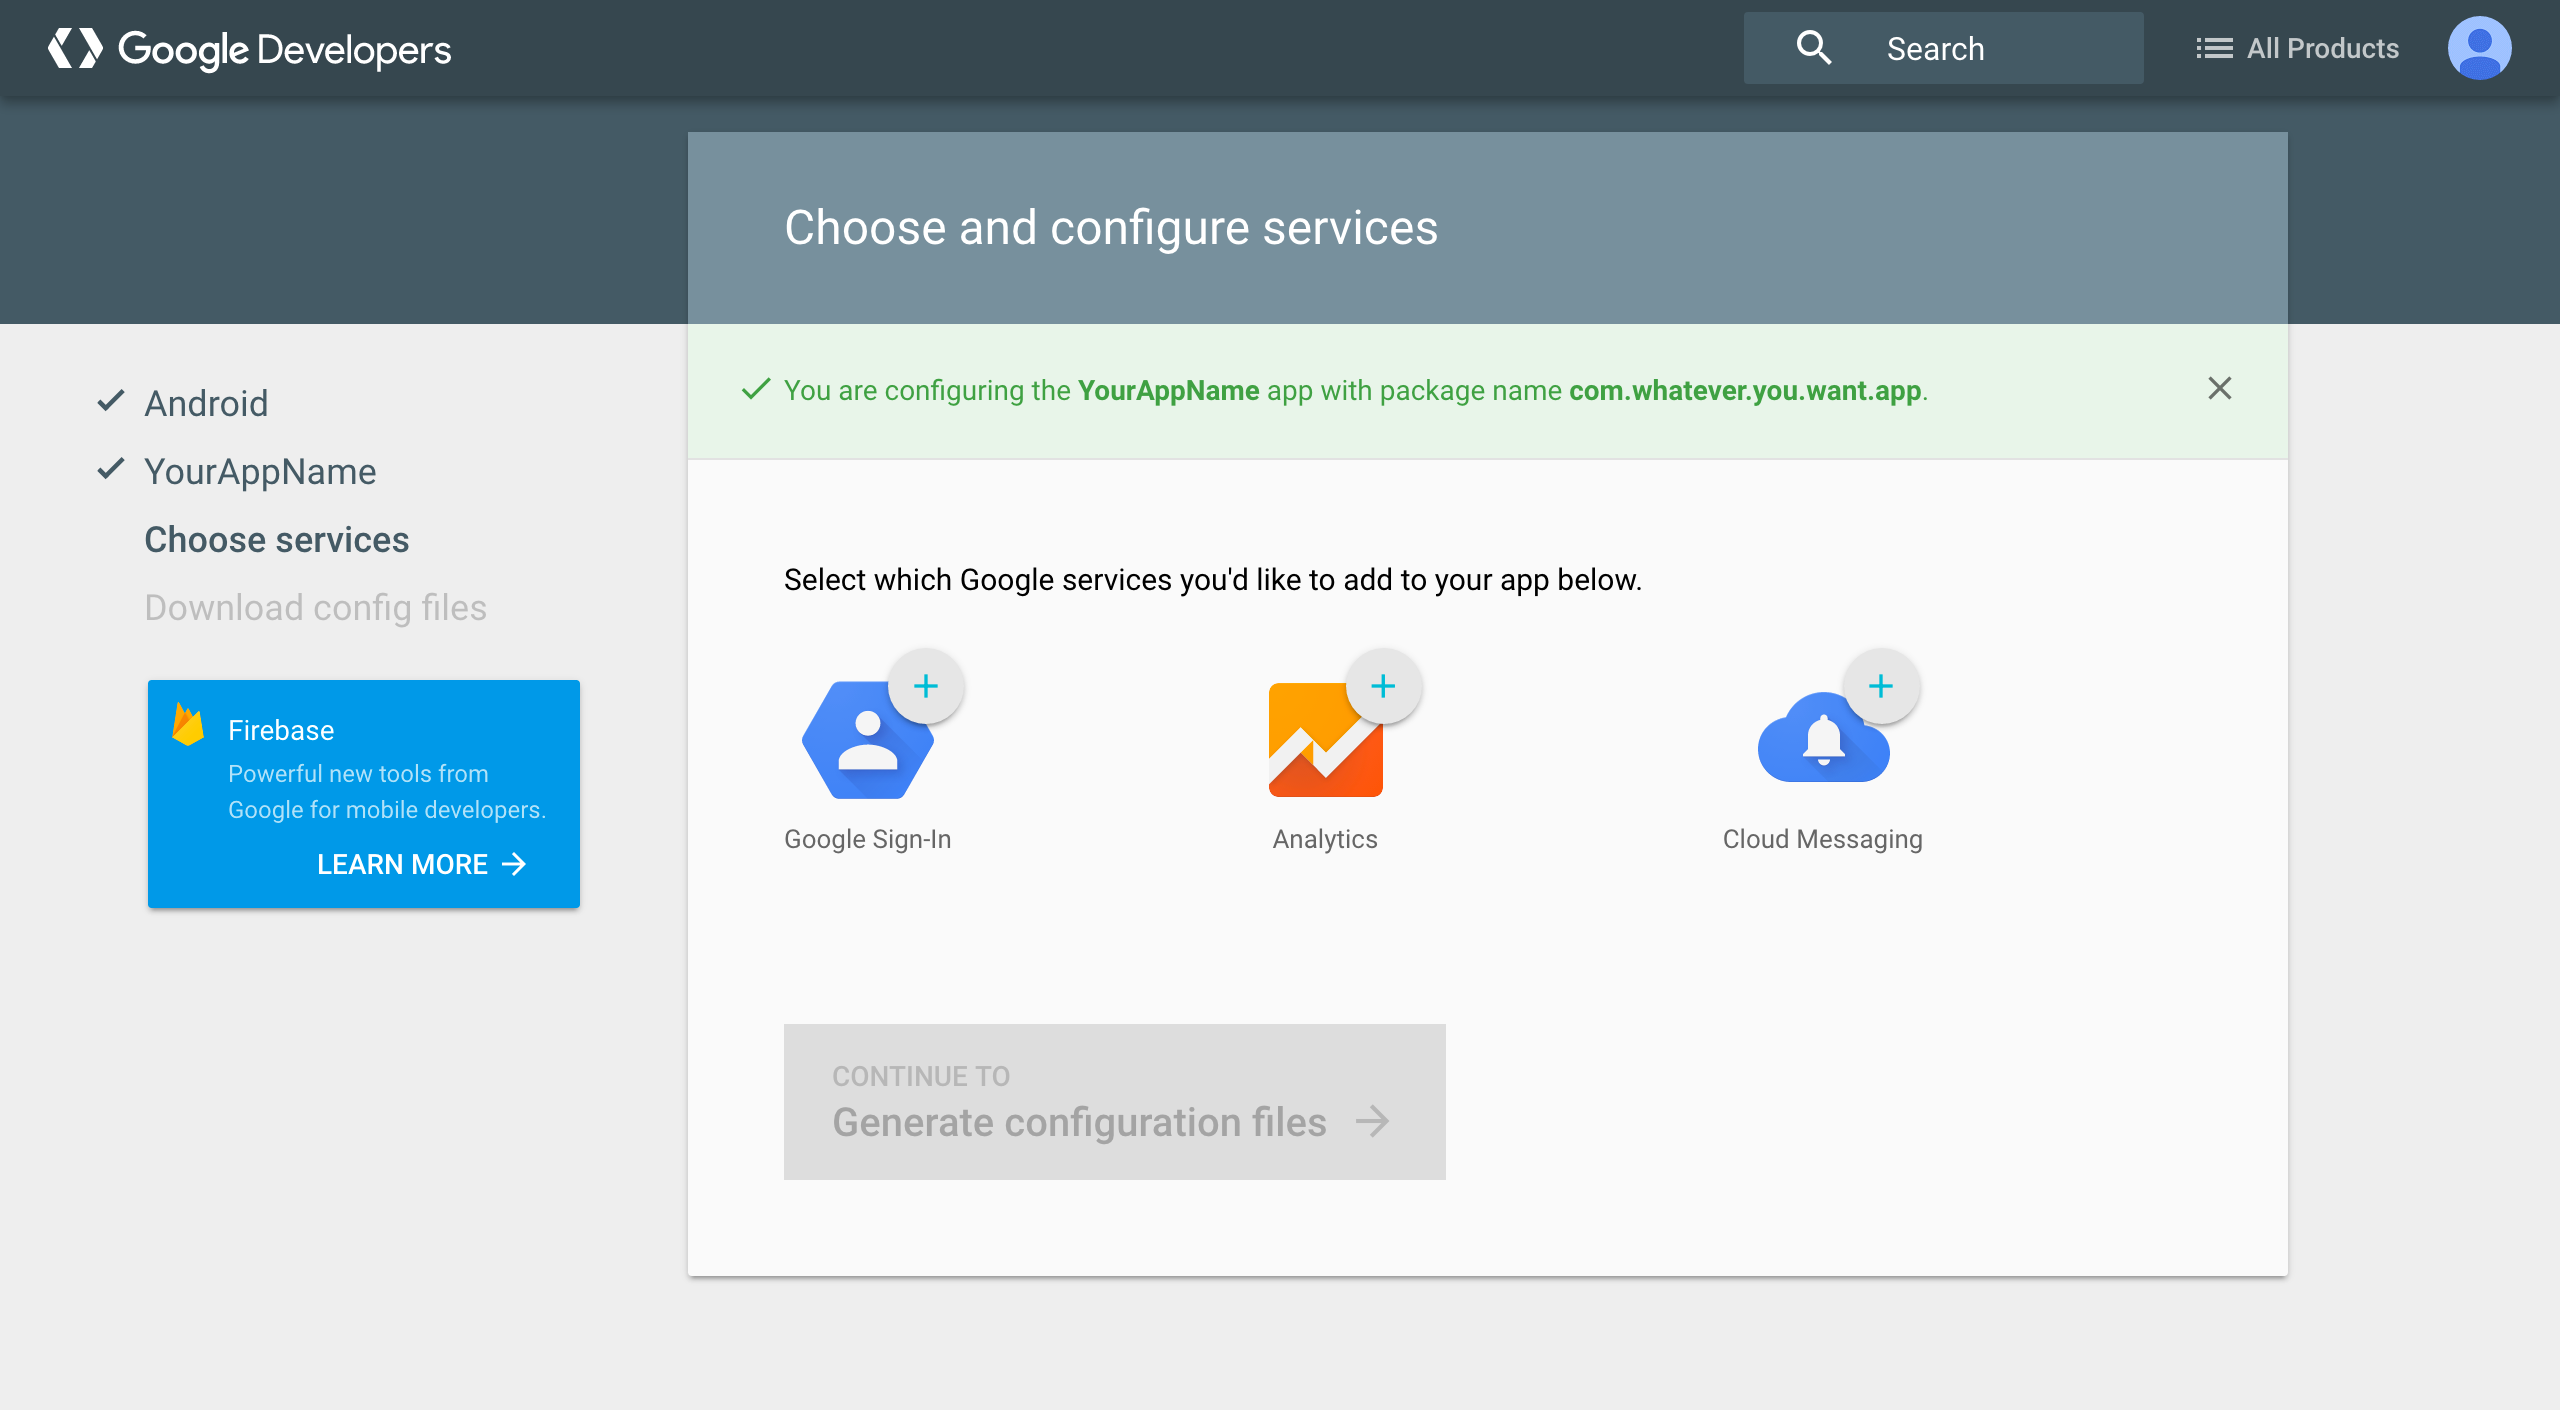 Google Developers
Search
All Products
Choose and configure services
You are configuring the YourAppName app with package name com.whatever.you.want.app.
Android
YourAppName
Choose services
Download config files
Firebase
Powerful new tools from
Google for mobile developers.
LEARN MORE
Select which Google services you'd like to add to your app below.
Google Sign-In
Analytics
Cloud Messaging
CONTINUE TO
Generate configuration files